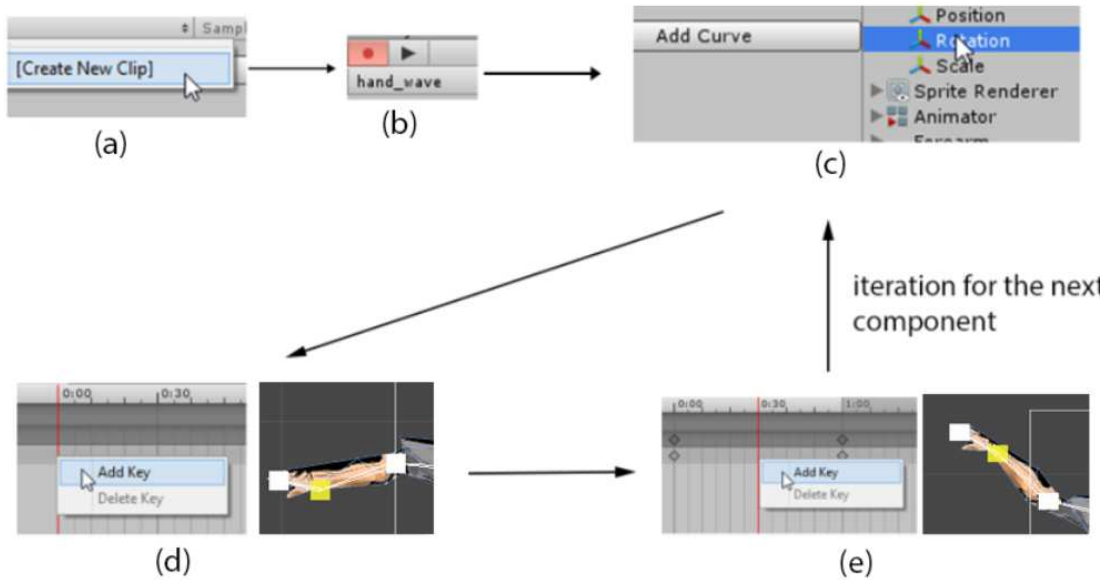 Sampl
[Create New Clip]
(a)
hand_wave
(b)
Add Curve
Position
Rotation
Scale
Sprite Renderer
Animator
Forearm
(c)
iteration for the next
component
0:00 0:30
Add Key
Delete Key
(d)
0:00 0:30 1:00
Add Key
Delete Key
(e)